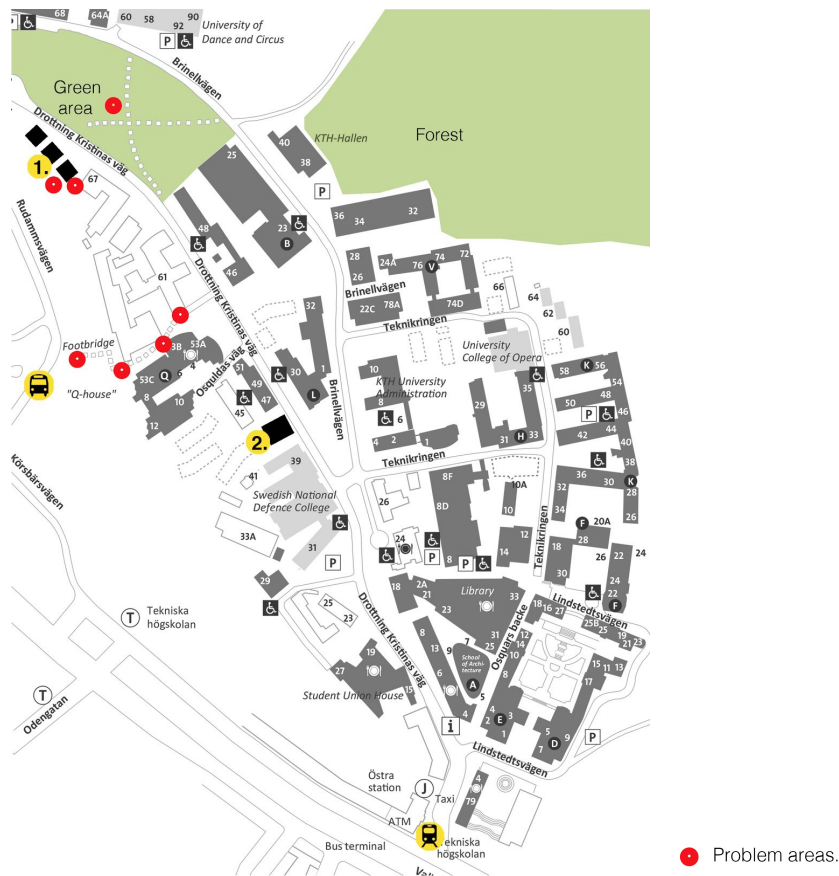 68
64A
60
58
90
92
University of
Dance and Circus
P
P
Brinellvägen
Green
area
Drottning Kristinas väg
KTH-Hallen
Forest
40
38
25
1.
67
P
Rudammsvägen
36
34
32
48
23
B
46
28
26
24A
76
V
74
72
66
61
Brinellvägen
22C
78A
74D
64
62
60
Teknikringen
Drottning Kristinas väg
32
Footbridge
3B
53A
University
College of Opera
53C
Q
6
4
Osquldas väg
51
49
47
45
30
1
L
10
KTH University
Administration
8
6
4
2
1
35
29
58
K
56
54
50
48
P
46
"Q-house"
8
10
12
Brinellvägen
31
H
33
42
44
40
38
2.
Teknikringen
Körsbärsvägen
39
41
Swedish National
Defence College
33A
31
P
8F
8D
8
10A
10
12
14
26
24
P
P
36
30
K
32
34
28
26
F
20A
28
Teknikringen
18
30
26
22
24
24
22
F
29
T
Tekniska
högskolan
25
23
18
2A
21
Library
23
33
31
25
Lindstedtsvägen
18
16
27
25B
25
19
21
23
Drottning Kristinas väg
8
13
9
7
School
of Archi-
tecture
6
A
5
4
Osquars backe
12
14
10
8
15
11
13
17
19
27
15
Student Union House
T
Odengatan
i
4
2
E
3
1
5
7
D
9
P
Lindstedtsvägen
Östra
station
J
Taxi
4
79
ATM
Bus terminal
Tekniska
högskolan
Problem areas.